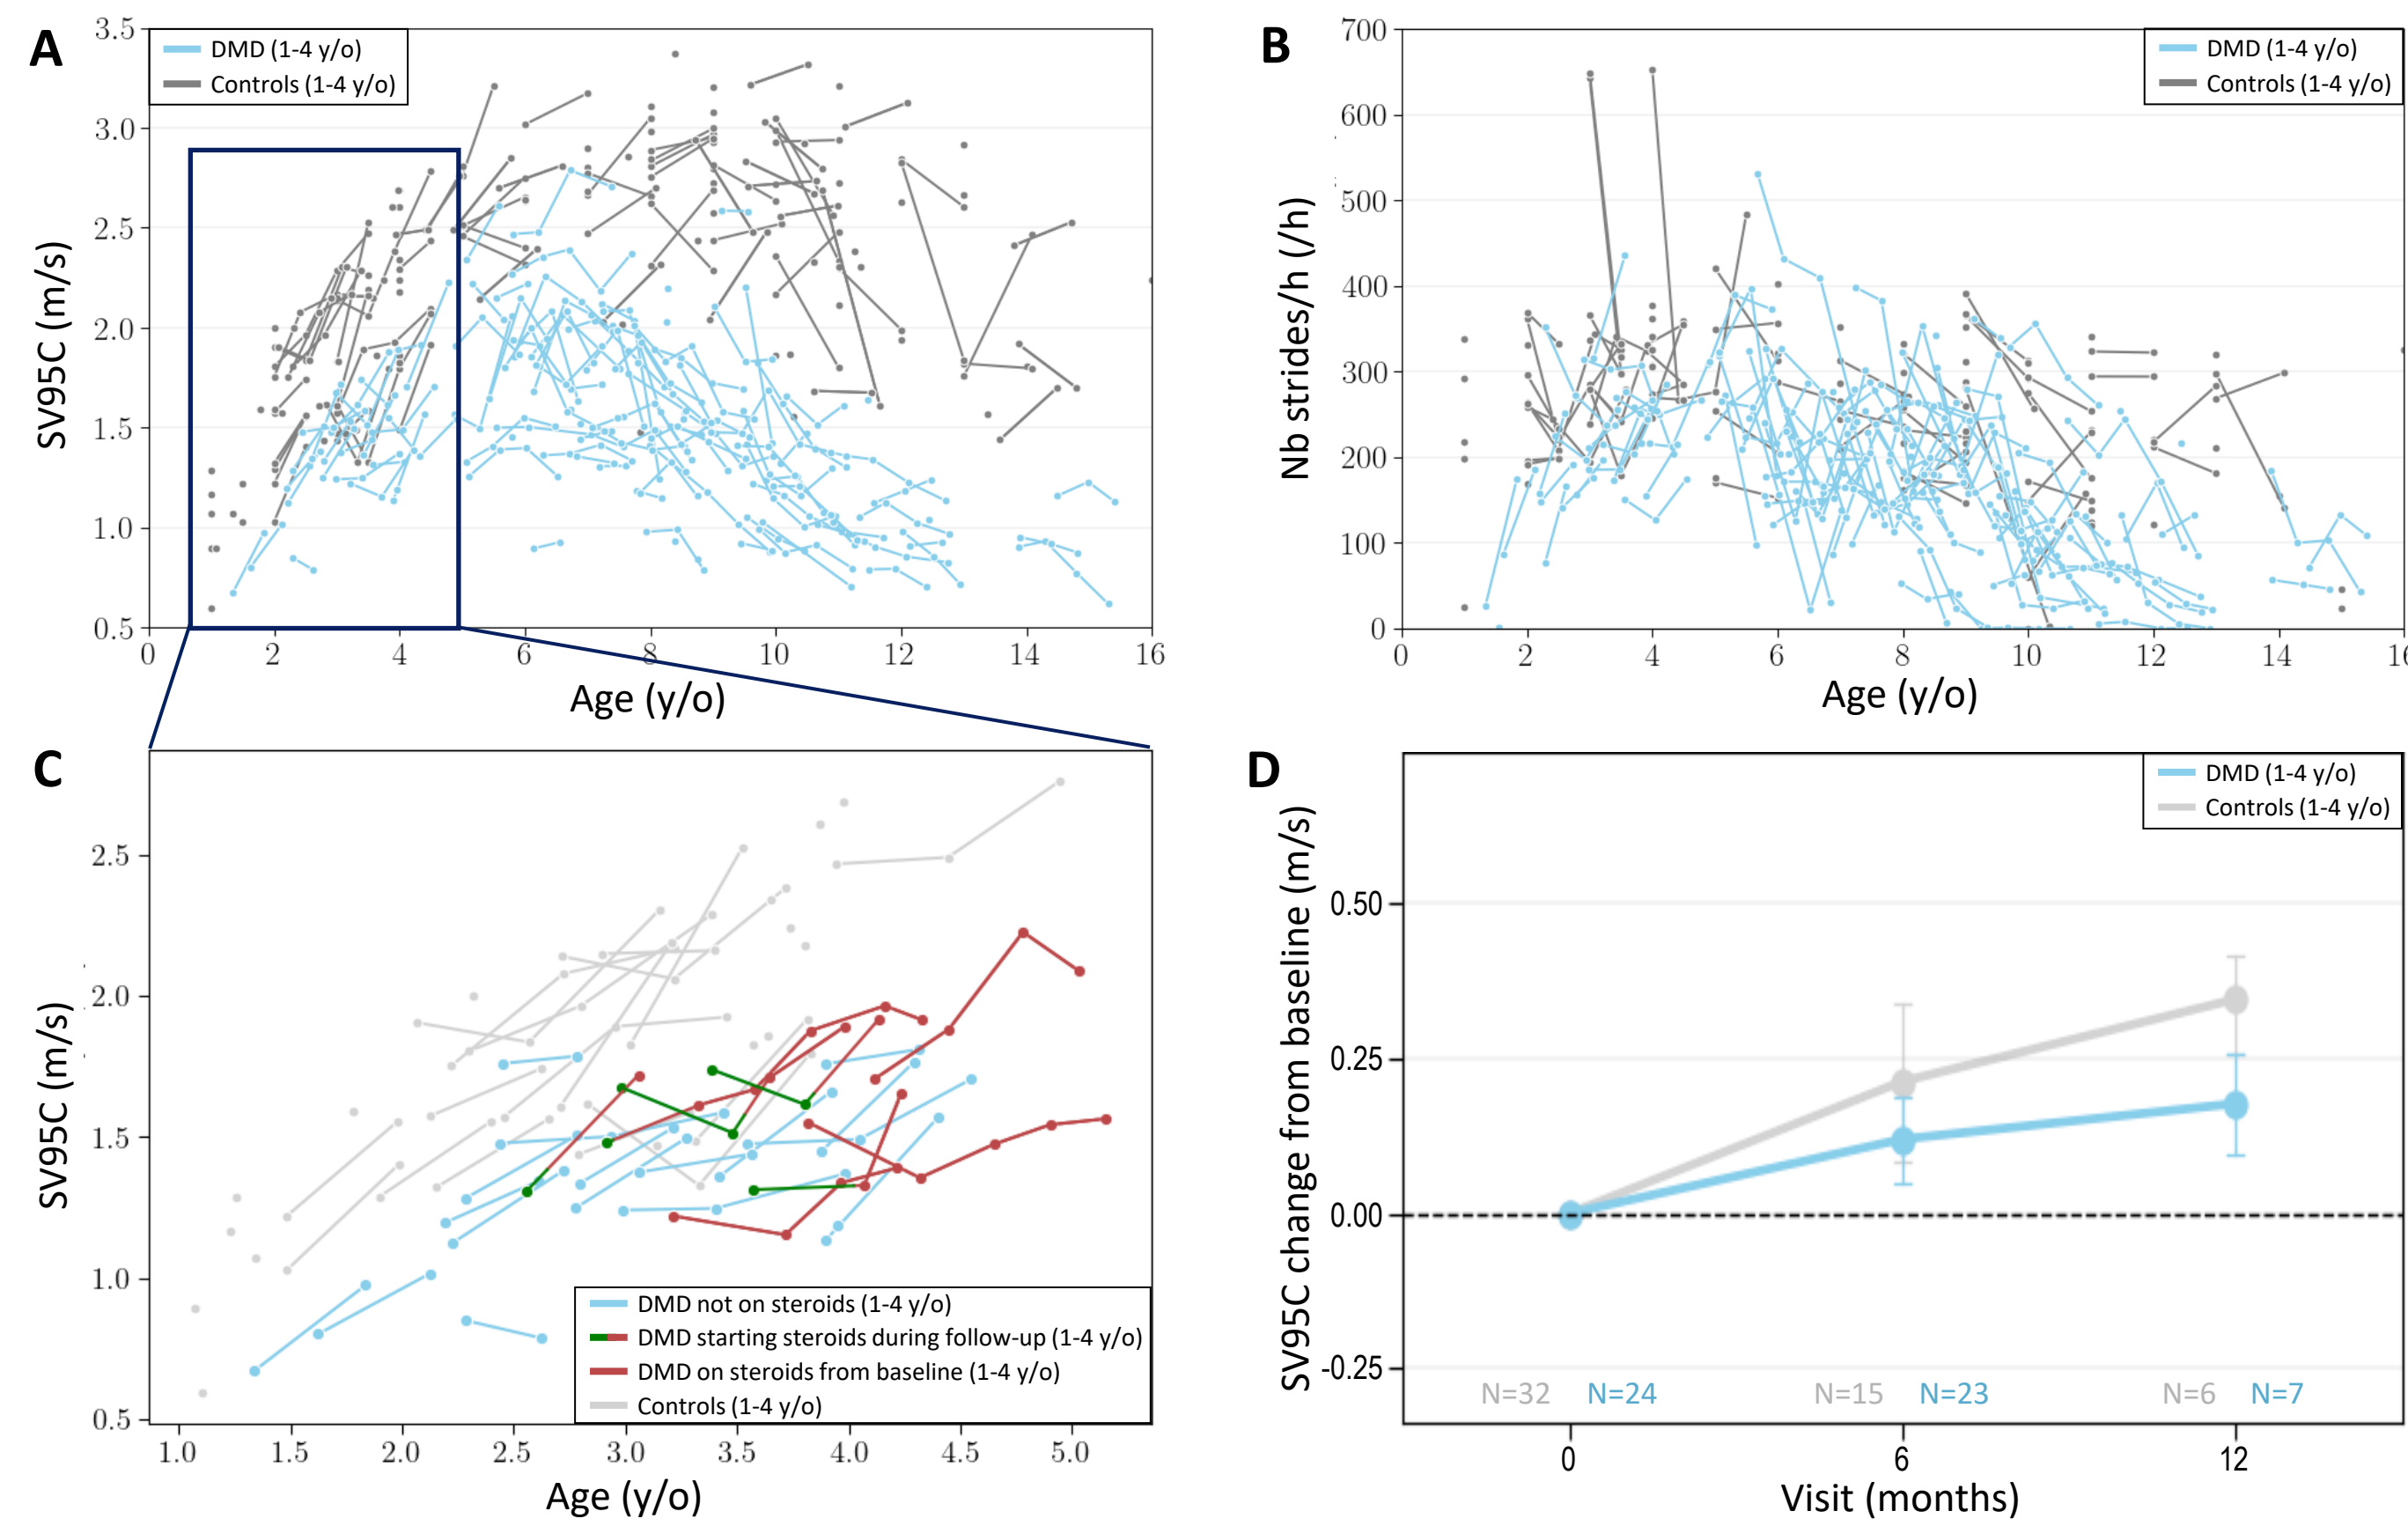 A
3.5
3.0
2.5
2.0
1.5
1.0
0.5
SV95C (m/s)
DMD (1-4 y/o)
Controls (1-4 y/o)
0 2 4 6 8 10 12 14 16
Age (y/o)
B
700
600
500
400
300
200
100
0
Nb strides/h (/h)
DMD (1-4 y/o)
Controls (1-4 y/o)
0 2 4 6 8 10 12 14
Age (y/o)
C
2.5
2.0
1.5
1.0
0.5
SV95C (m/s)
DMD not on steroids (1-4 y/o)
DMD starting steroids during follow-up (1-4 y/o)
DMD on steroids from baseline (1-4 y/o)
Controls (1-4 y/o)
1.0 1.5 2.0 2.5 3.0 3.5 4.0 4.5 5.0
Age (y/o)
D
0.50
0.25
0.00
-0.25
SV95C change from baseline (m/s)
DMD (1-4 y/o)
Controls (1-4 y/o)
N=32 N=24 N=15 N=23 N=6 N=7
0 6 12
Visit (months)